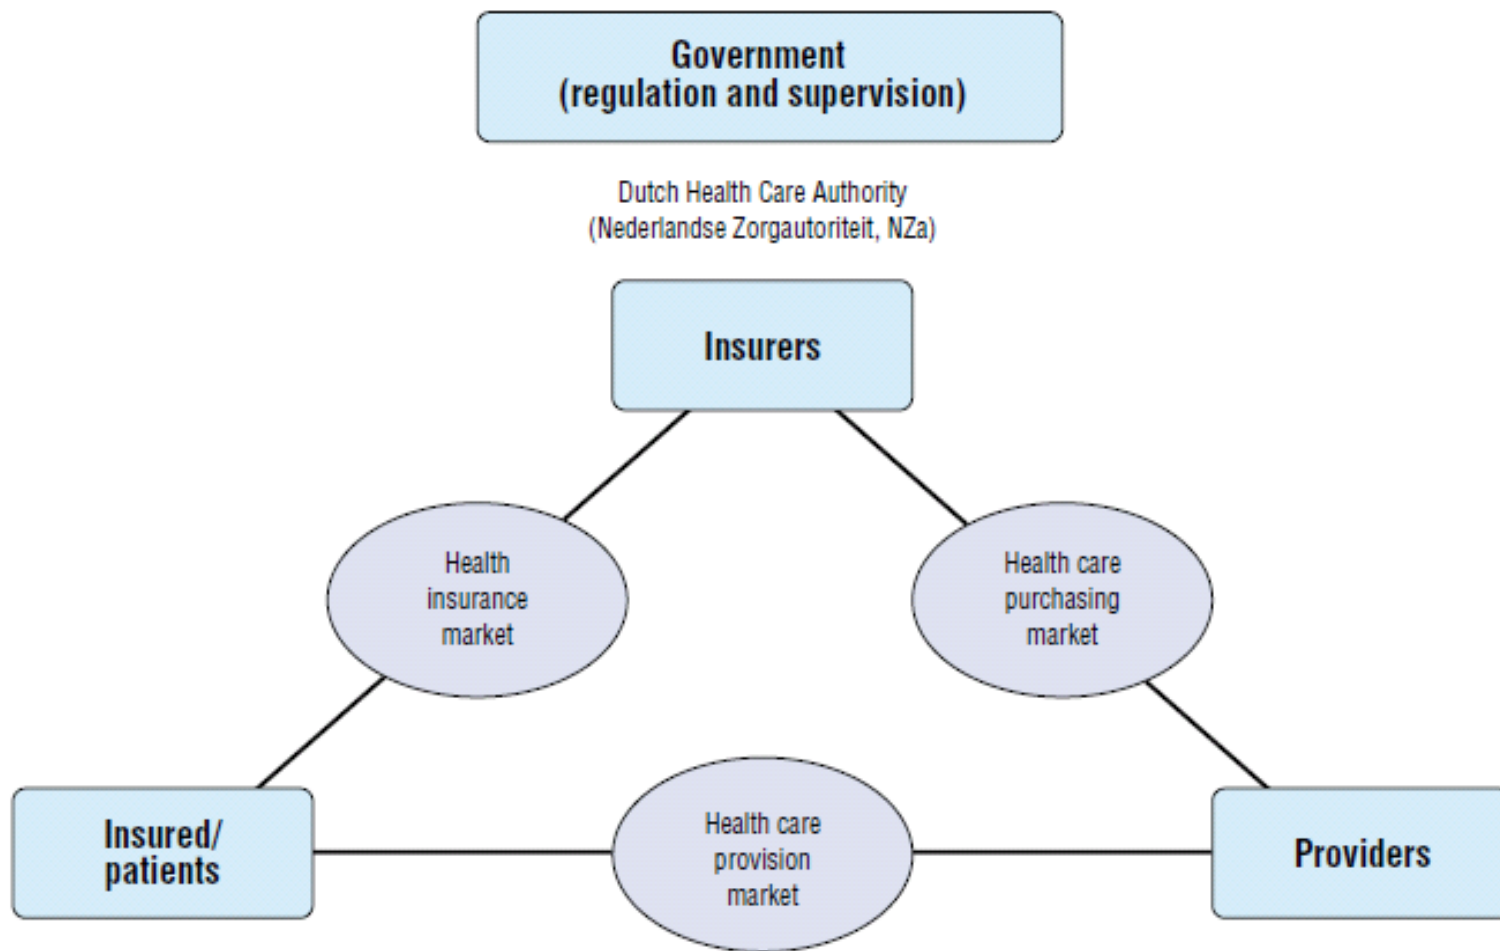 Government
(regulation and supervision)
Dutch Health Care Authority
(Nederlandse Zorgautoriteit, NZa)
Insurers
Health
insurance
market
Health care
purchasing
market
Insured/
patients
Health care
provision
market
Providers